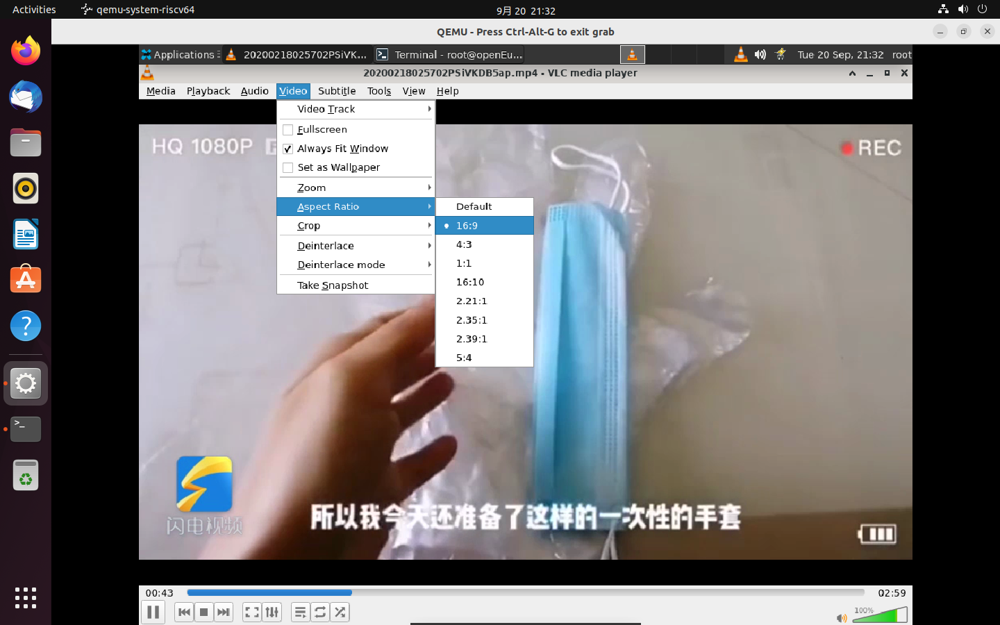 Activities
qemu-system-riscv64
9月 20 21:32
QEMU - Press Ctrl-Alt-G to exit grab
Applications
20200218025702PSiVK...
Terminal - root@openEu...
Tue 20 Sep, 21:32 root
20200218025702PSiVKDB5ap.mp4 - VLC media player
Media Playback Audio Video Subtitle Tools View Help
Video Track
Fullscreen
Always Fit Window
Set as Wallpaper
Zoom
Aspect Ratio
Crop
Deinterlace
Deinterlace mode
Take Snapshot
Default
16:9
4:3
1:1
16:10
2.21:1
2.35:1
2.39:1
5:4
HQ 1080P
REC
闪电视频
所以我今天还准备了这样的一次性的手套
00:43
02:59
100%